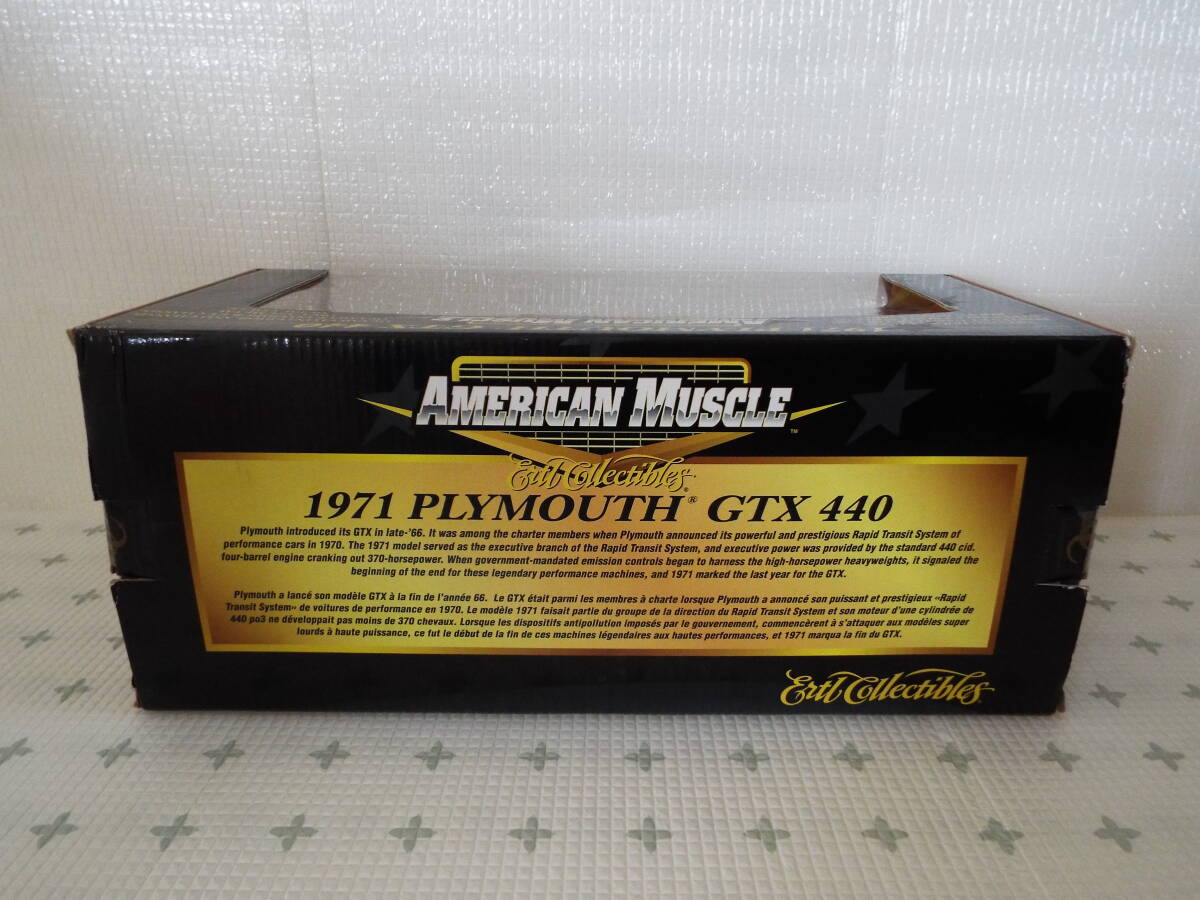 AMERICAN MUSCLE™
Ertl Collectibles®
1971 PLYMOUTH® GTX 440
Plymouth introduced its GTX in late-'66. It was among the charter members when Plymouth announced its powerful and prestigious Rapid Transit System of
performance cars in 1970. The 1971 model served as the executive branch of the Rapid Transit System, and executive power was provided by the standard 440 cid.
four-barrel engine cranking out 370-horsepower. When government-mandated emission controls began to harness the high-horsepower heavyweights, it signaled the
beginning of the end for these legendary performance machines, and 1971 marked the last year for the GTX.
Plymouth a lancé son modèle GTX à la fin de l'année 66. Le GTX était parmi les membres à charte lorsque Plymouth a annoncé son puissant et prestigieux «Rapid
Transit System» de voitures de performance en 1970. Le modèle 1971 faisait partie du groupe de la direction du Rapid Transit System et son moteur d'une cylindrée de
440 po3 ne développait pas moins de 370 chevaux. Lorsque les dispositifs antipollution imposés par le gouvernement, commencèrent à s'attaquer aux modèles super
lourds à haute puissance, ce fut le début de la fin de ces machines légendaires aux hautes performances, et 1971 marqua la fin du GTX.
Ertl Collectibles®